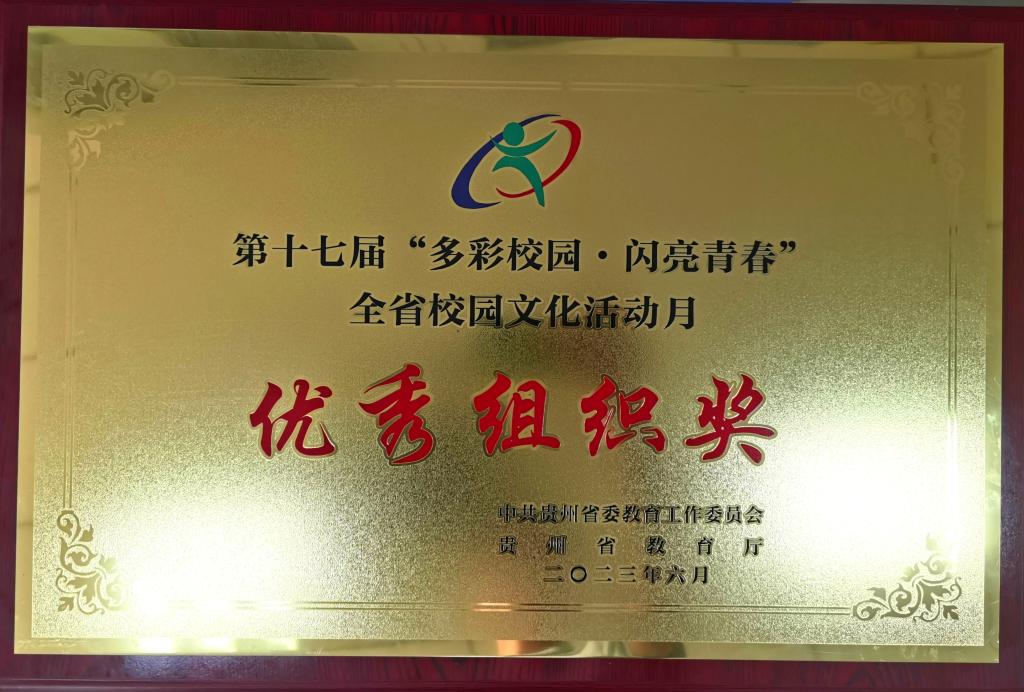 第十七届“多彩校园·闪亮青春”
全省校园文化活动月
优秀组织奖
中共贵州省委教育工作委员会
贵州省教育厅
二〇二三年六月